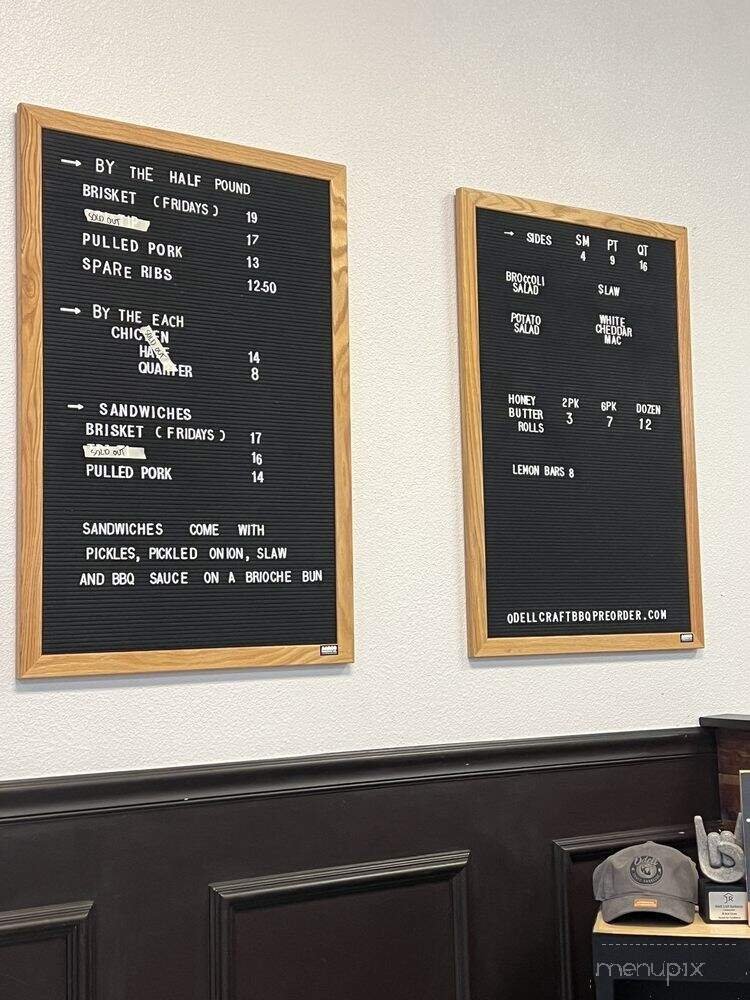 → BY THE HALF POUND
BRISKET (FRIDAYS) 19
SOLD OUT 17
PULLED PORK 13
SPARE RIBS 12.50
→ BY THE EACH
CHICKEN
SOLD OUT
HALF 14
QUARTER 8
→ SANDWICHES
BRISKET (FRIDAYS) 17
SOLD OUT 16
PULLED PORK 14
SANDWICHES COME WITH
PICKLES, PICKLED ONION, SLAW
AND BBQ SAUCE ON A BRIOCHE BUN
→ SIDES SM PT QT
4 9 16
BROCCOLI SALAD
SLAW
POTATO SALAD
WHITE CHEDDAR MAC
HONEY BUTTER ROLLS
2PK 6PK DOZEN
3 7 12
LEMON BARS 8
ODELLCRAFTBBQPREORDER.COM
menupix